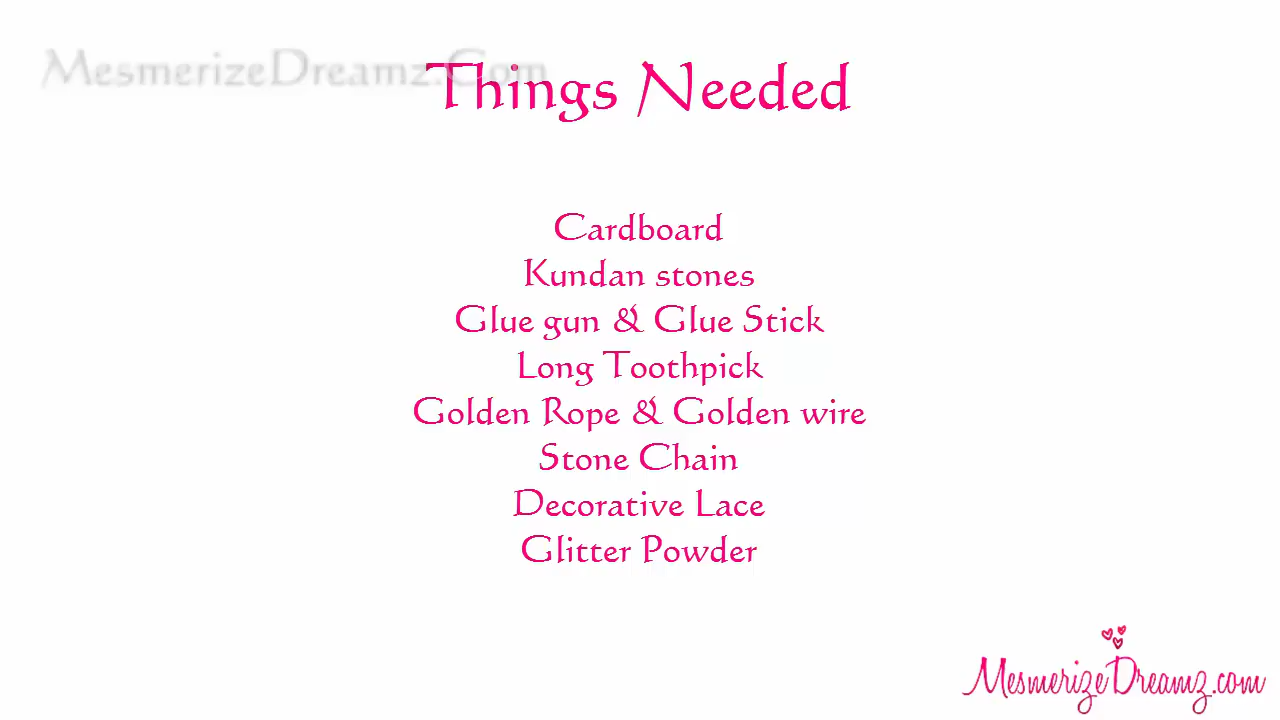 MesmerizeDreamz.Com
Things Needed
Cardboard
Kundan stones
Glue gun & Glue Stick
Long Toothpick
Golden Rope & Golden wire
Stone Chain
Decorative Lace
Glitter Powder
MesmerizeDreamz.com